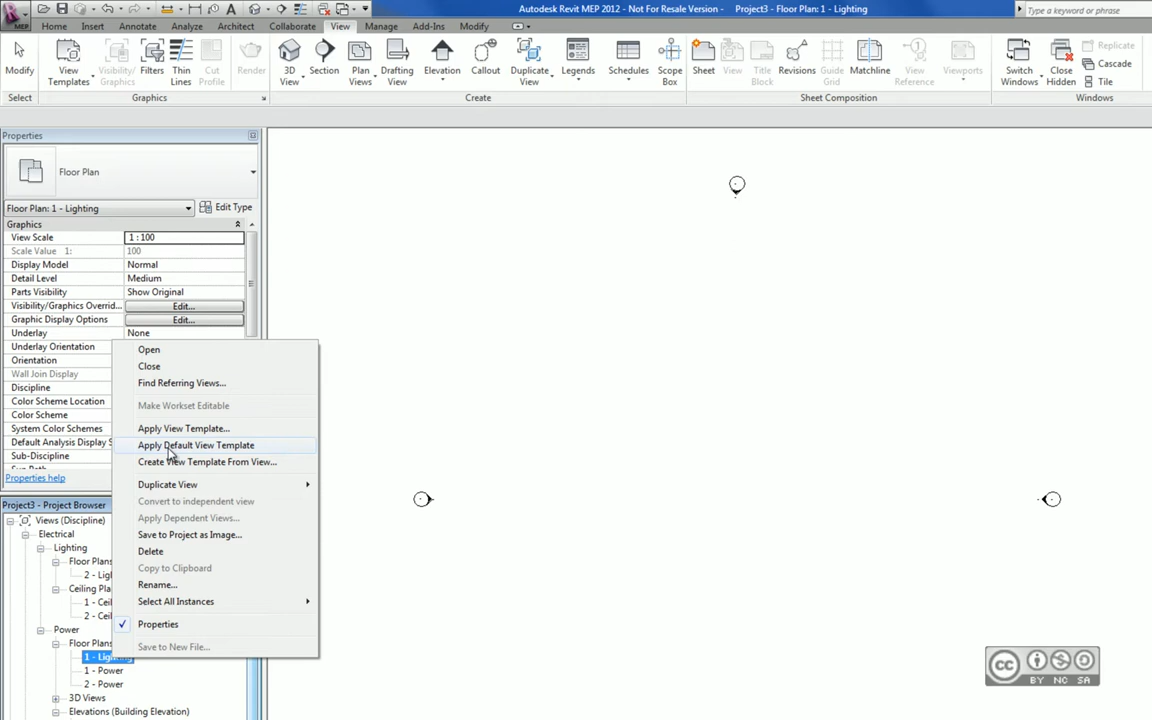 Autodesk Revit MEP 2012 - Not For Resale Version - Project3 - Floor Plan: 1 - Lighting
Type a keyword or phrase
MEP
Home Insert Annotate Analyze Architect Collaborate View Manage Add-Ins Modify
Modify
View Templates
Visibility/ Graphics
Filters
Thin Lines
Cut Profile
Render
3D View
Section
Plan Views
Drafting View
Elevation
Callout
Duplicate View
Legends
Schedules
Scope Box
Sheet
View
Title Block
Revisions
Guide Grid
Matchline
View Reference
Viewports
Switch Windows
Close Hidden
Replicate
Cascade
Tile
Select Graphics Create Sheet Composition Windows
Properties
Floor Plan
Floor Plan: 1 - Lighting Edit Type
Graphics
View Scale 1 : 100
Scale Value 1: 100
Display Model Normal
Detail Level Medium
Parts Visibility Show Original
Visibility/Graphics Overrid... Edit...
Graphic Display Options Edit...
Underlay None
Underlay Orientation
Orientation
Wall Join Display
Discipline
Color Scheme Location
Color Scheme
System Color Schemes
Default Analysis Display S
Sub-Discipline
Properties help
Open
Close
Find Referring Views...
Make Workset Editable
Apply View Template...
Apply Default View Template
Create View Template From View...
Duplicate View
Convert to independent view
Apply Dependent Views...
Save to Project as Image...
Delete
Copy to Clipboard
Rename...
Select All Instances
Properties
Save to New File...
Project3 - Project Browser
Views (Discipline)
Electrical
Lighting
Floor Plans
2 - Lig
Ceiling Pla
1 - Ceil
2 - Ceil
Power
Floor Plans
1 - Lighting
1 - Power
2 - Power
3D Views
Elevations (Building Elevation)
cc
BY NC SA